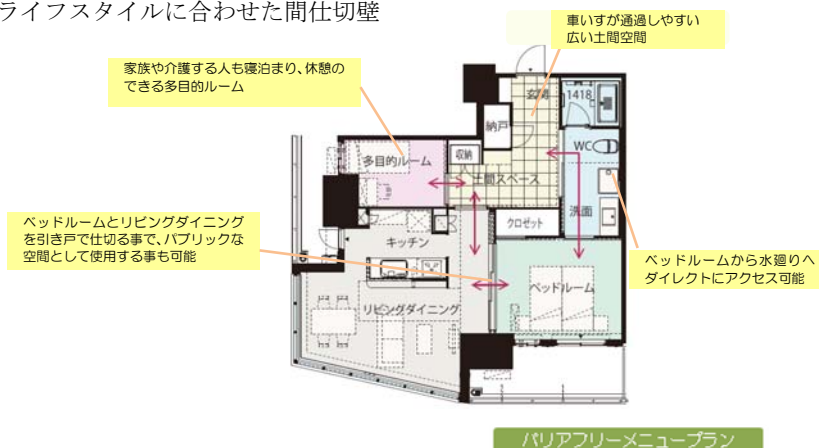 ライフスタイルに合わせた間仕切壁
車いすが通過しやすい
広い土間空間
家族や介護する人も寝泊まり、休憩の
できる多目的ルーム
玄関
1418
納戸
WC
多目的ルーム
収納
土間スペース
洗面
クロゼット
ベッドルームとリビングダイニング
を引き戸で仕切る事で、パブリックな
空間として使用する事も可能
キッチン
ベッドルームから水廻りへ
ダイレクトにアクセス可能
ベッドルーム
リビングダイニング
バリアフリーメニュープラン